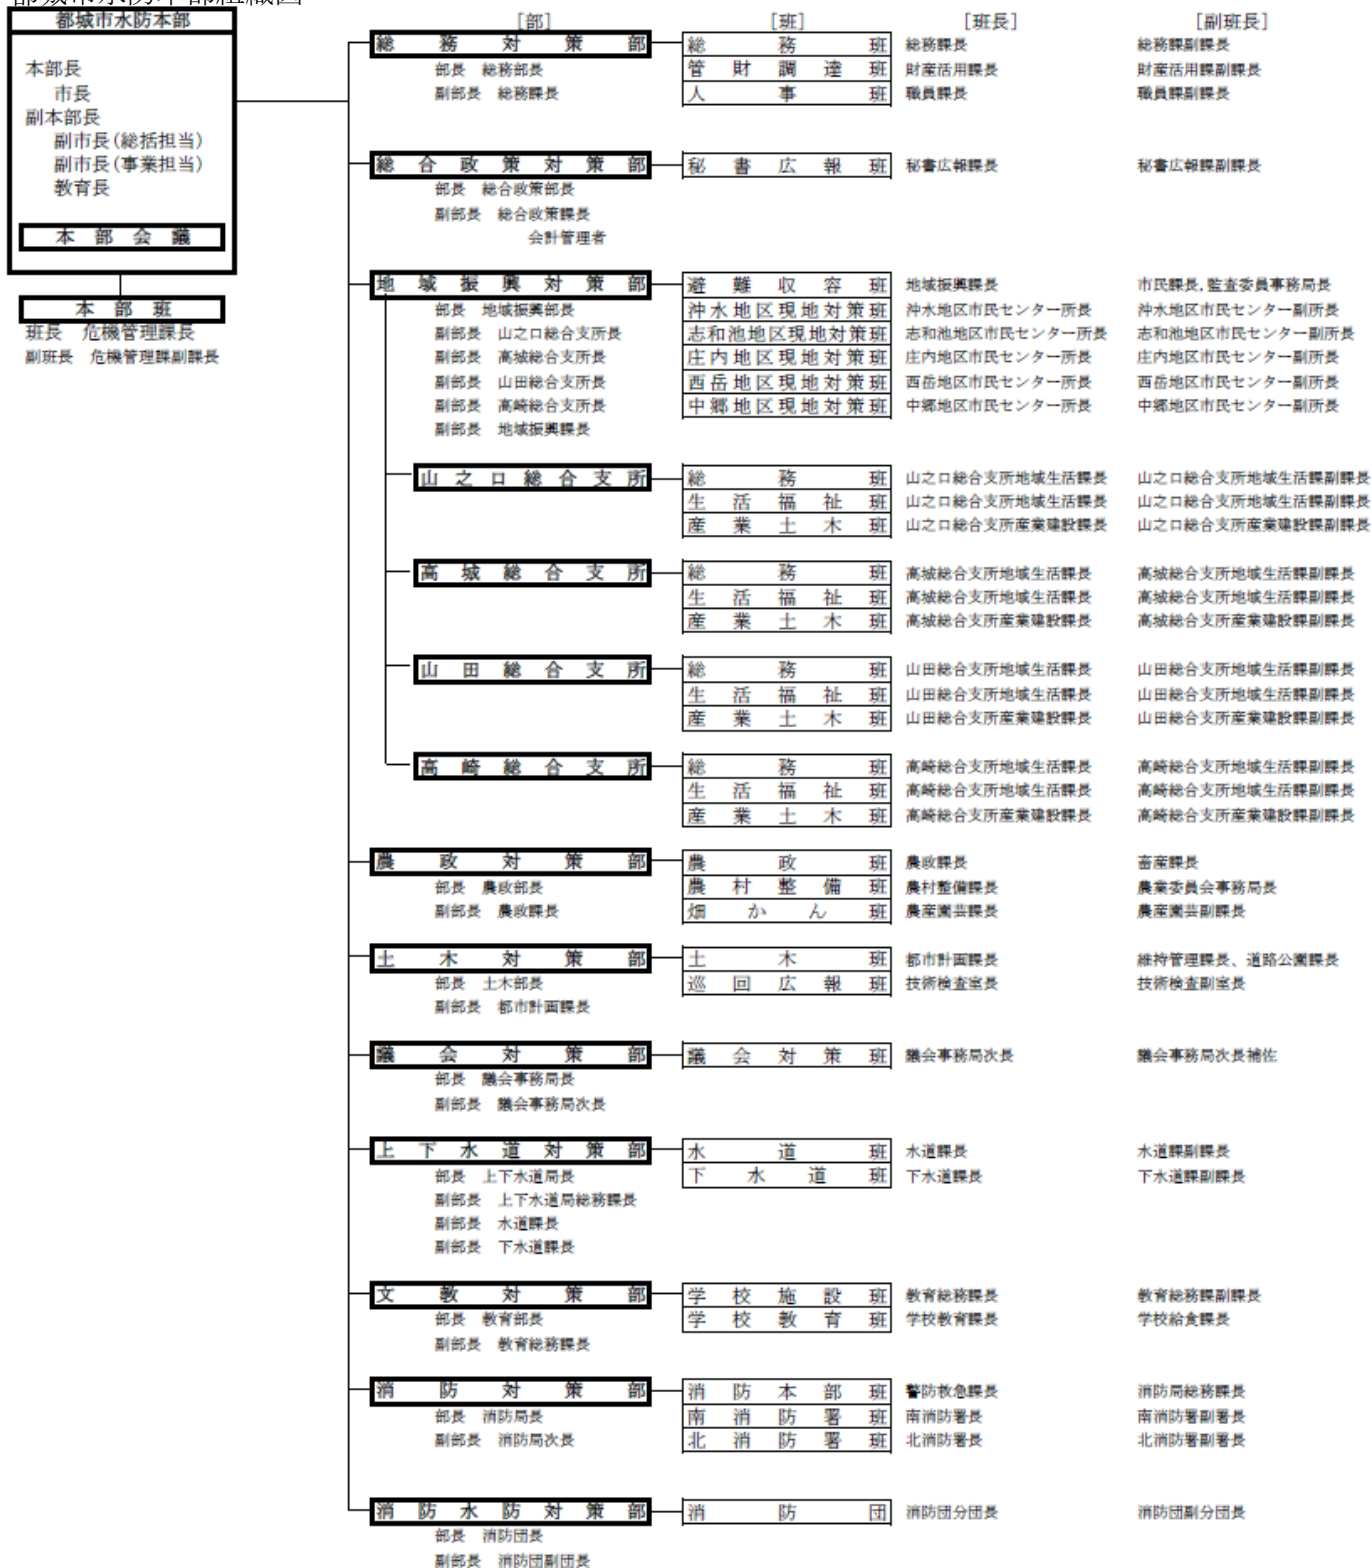 都城市水防本部組織図
都城市水防本部
本部長
市長
副本部長
副市長(総括担当)
副市長(事業担当)
教育長
本部会議
本部班
班長 危機管理課長
副班長 危機管理課副課長
[部] [班] [班長] [副班長]
総務対策部 総務班 総務課長 総務課副課長
部長 総務部長 管財調達班 財産活用課長 財産活用課副課長
副部長 総務課長 人事班 職員課長 職員課副課長
総合政策対策部 秘書広報班 秘書広報課長 秘書広報課副課長
部長 総合政策部長
副部長 総合政策課長
会計管理者
地域振興対策部 避難収容班 地域振興課長 市民課長,監査委員事務局長
部長 地域振興部長 沖水地区現地対策班 沖水地区市民センター所長 沖水地区市民センター副所長
副部長 山之口総合支所長 志和池地区現地対策班 志和池地区市民センター所長 志和池地区市民センター副所長
副部長 高城総合支所長 庄内地区現地対策班 庄内地区市民センター所長 庄内地区市民センター副所長
副部長 山田総合支所長 西岳地区現地対策班 西岳地区市民センター所長 西岳地区市民センター副所長
副部長 高崎総合支所長 中郷地区現地対策班 中郷地区市民センター所長 中郷地区市民センター副所長
副部長 地域振興課長
山之口総合支所 総務班 山之口総合支所地域生活課長 山之口総合支所地域生活課副課長
生活福祉班 山之口総合支所地域生活課長 山之口総合支所地域生活課副課長
産業土木班 山之口総合支所産業建設課長 山之口総合支所産業建設課副課長
高城総合支所 総務班 高城総合支所地域生活課長 高城総合支所地域生活課副課長
生活福祉班 高城総合支所地域生活課長 高城総合支所地域生活課副課長
産業土木班 高城総合支所産業建設課長 高城総合支所産業建設課副課長
山田総合支所 総務班 山田総合支所地域生活課長 山田総合支所地域生活課副課長
生活福祉班 山田総合支所地域生活課長 山田総合支所地域生活課副課長
産業土木班 山田総合支所産業建設課長 山田総合支所産業建設課副課長
高崎総合支所 総務班 高崎総合支所地域生活課長 高崎総合支所地域生活課副課長
生活福祉班 高崎総合支所地域生活課長 高崎総合支所地域生活課副課長
産業土木班 高崎総合支所産業建設課長 高崎総合支所産業建設課副課長
農政対策部 農政班 農政課長 畜産課長
部長 農政部長 農村整備班 農村整備課長 農業委員会事務局長
副部長 農政課長 畑かん班 農産園芸課長 農産園芸副課長
土木対策部 土木班 都市計画課長 維持管理課長、道路公園課長
部長 土木部長 巡回広報班 技術検査室長 技術検査副室長
副部長 都市計画課長
議会対策部 議会対策班 議会事務局次長 議会事務局次長補佐
部長 議会事務局長
副部長 議会事務局次長
上下水道対策部 水道班 水道課長 水道課副課長
部長 上下水道局長 下水道班 下水道課長 下水道課副課長
副部長 上下水道局総務課長
副部長 水道課長
副部長 下水道課長
文教対策部 学校施設班 教育総務課長 教育総務課副課長
部長 教育部長 学校教育班 学校教育課長 学校給食課長
副部長 教育総務課長
消防対策部 消防本部班 警防救急課長 消防局総務課長
部長 消防局長 南消防署班 南消防署長 南消防署副署長
副部長 消防局次長 北消防署班 北消防署長 北消防署副署長
消防水防対策部 消防団 消防団分団長 消防団副分団長
部長 消防団長
副部長 消防団副団長